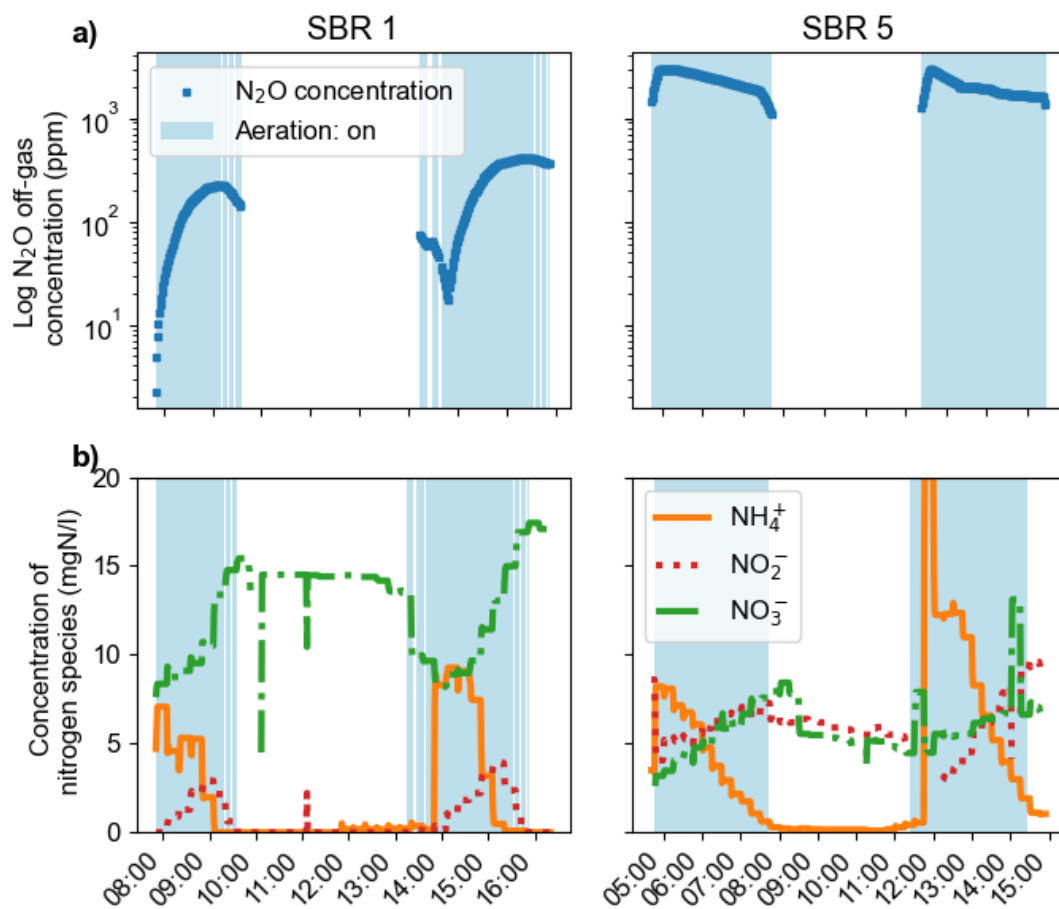 a)
SBR 1
SBR 5
Log N₂O off-gas
concentration (ppm)
10³
10²
10¹
N₂O concentration
Aeration: on
b)
Concentration of
nitrogen species (mgN/l)
20
15
10
5
0
NH₄⁺
NO₂⁻
NO₃⁻
08:00
09:00
10:00
11:00
12:00
13:00
14:00
15:00
16:00
05:00
06:00
07:00
08:00
09:00
10:00
11:00
12:00
13:00
14:00
15:00